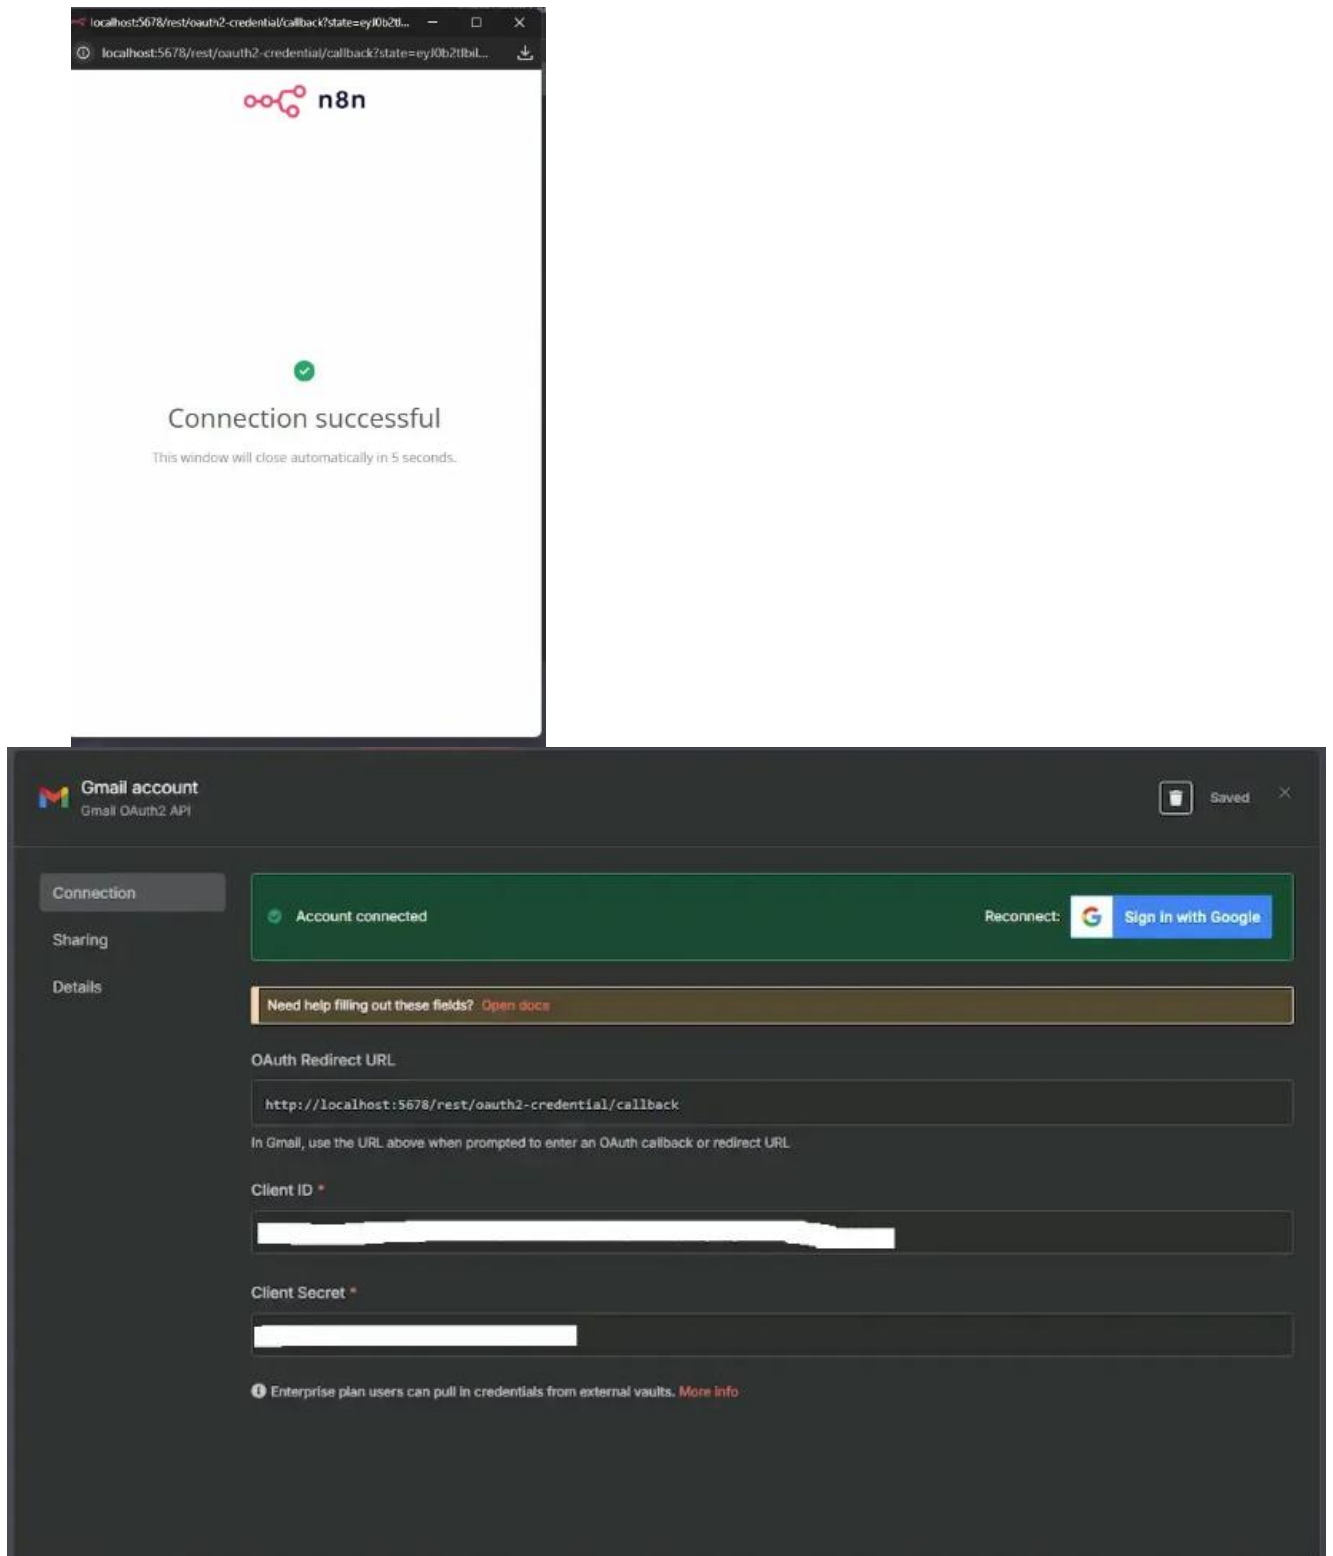 localhost:5678/rest/oauth2-credential/callback?state=eyJ0b2tl...
localhost:5678/rest/oauth2-credential/callback?state=eyJ0b2tlbiI...
n8n
Connection successful
This window will close automatically in 5 seconds.
Gmail account
Gmail OAuth2 API
Saved
Connection
Sharing
Details
Account connected
Reconnect:
Sign in with Google
Need help filling out these fields? Open docs
OAuth Redirect URL
http://localhost:5678/rest/oauth2-credential/callback
In Gmail, use the URL above when prompted to enter an OAuth callback or redirect URL
Client ID *
Client Secret *
Enterprise plan users can pull in credentials from external vaults. More info